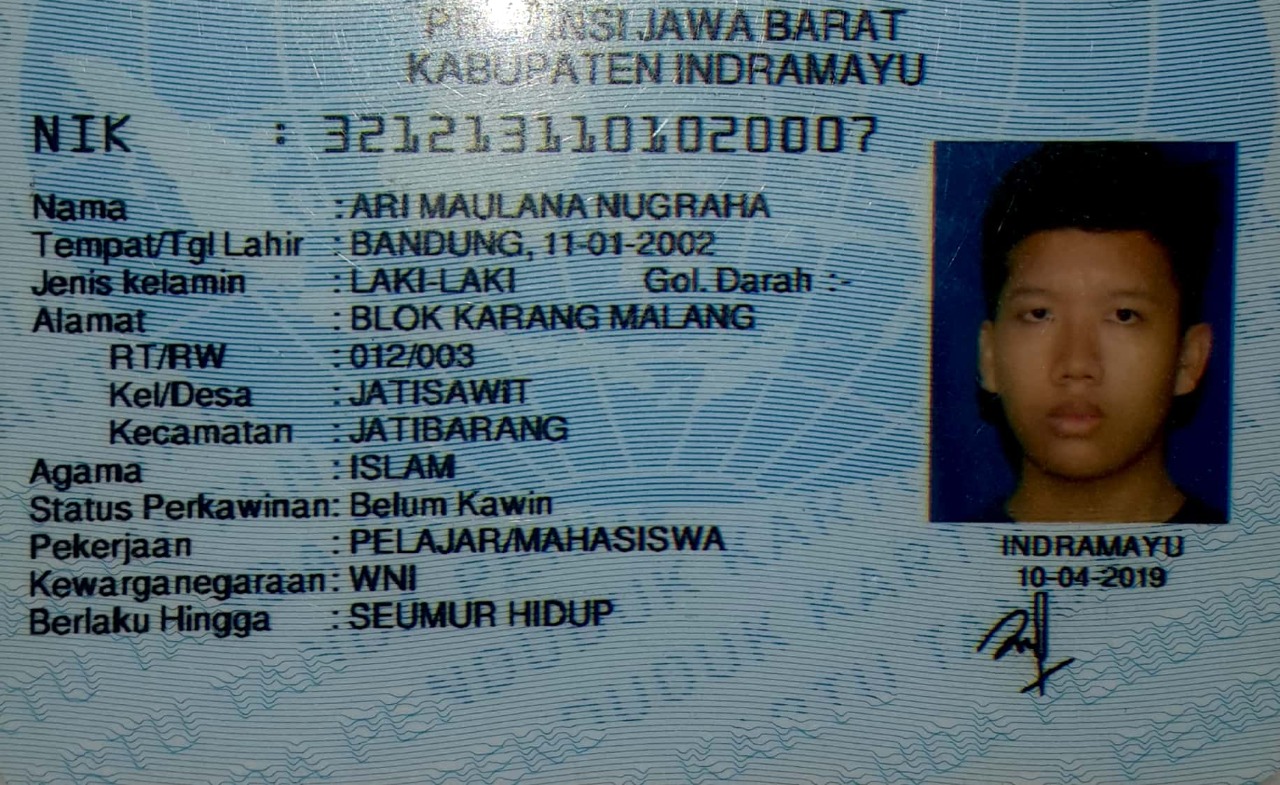 PROVINSI JAWA BARAT
KABUPATEN INDRAMAYU
NIK : 3212131101020007
Nama : ARI MAULANA NUGRAHA
Tempat/Tgl Lahir : BANDUNG, 11-01-2002
Jenis kelamin : LAKI-LAKI Gol. Darah :-
Alamat : BLOK KARANG MALANG
RT/RW : 012/003
Kel/Desa : JATISAWIT
Kecamatan : JATIBARANG
Agama : ISLAM
Status Perkawinan: Belum Kawin
Pekerjaan : PELAJAR/MAHASISWA
Kewarganegaraan: WNI
Berlaku Hingga : SEUMUR HIDUP
INDRAMAYU
10-04-2019